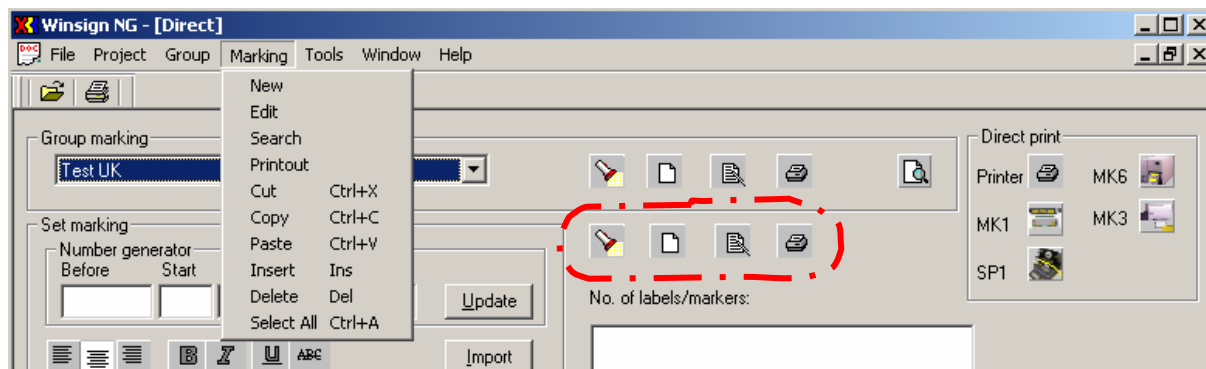 Winsign NG - [Direct]
File Project Group Marking Tools Window Help
New
Edit
Search
Printout
Cut Ctrl+X
Copy Ctrl+C
Paste Ctrl+V
Insert Ins
Delete Del
Select All Ctrl+A
Group marking
Test UK
Set marking
Number generator
Before Start
Update
B I U ABC
Import
No. of labels/markers:
Direct print
Printer MK6
MK1 MK3
SP1